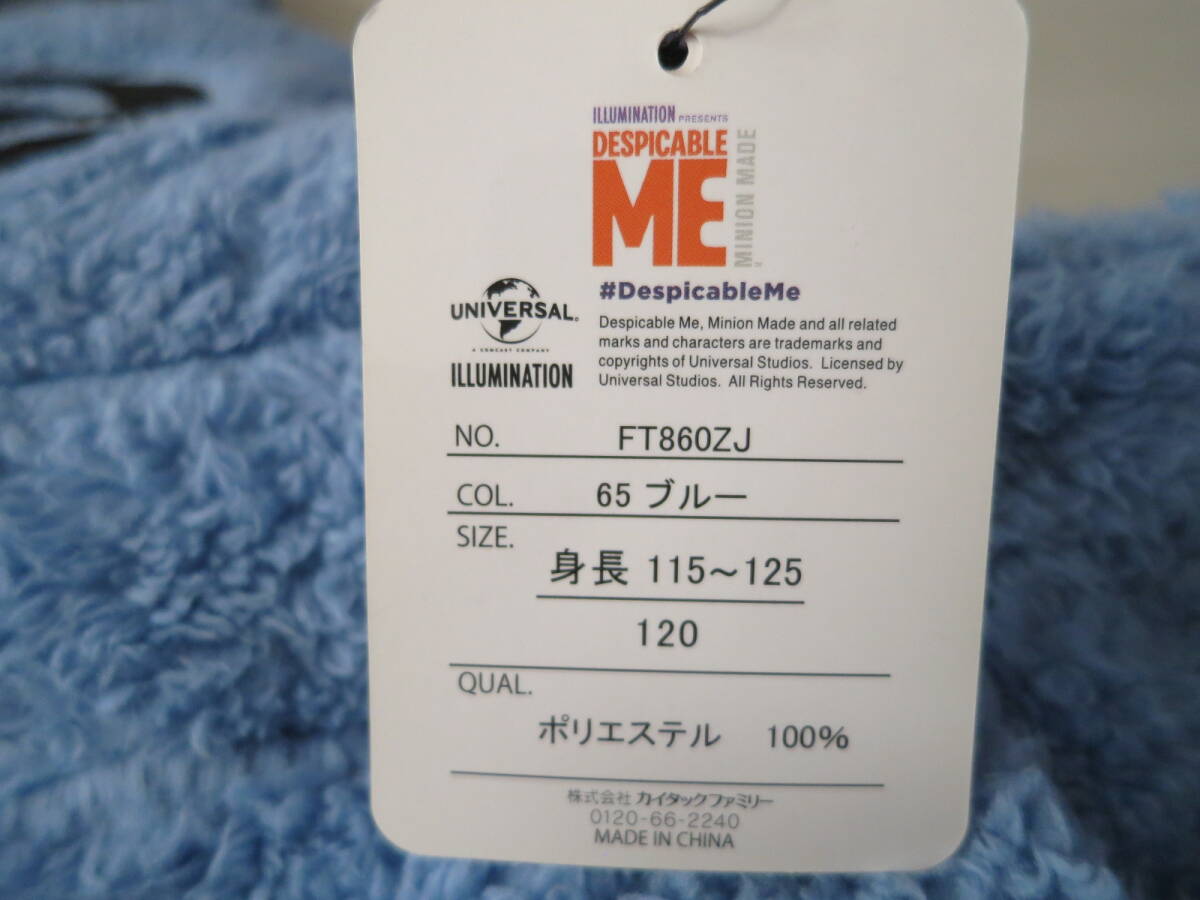 ILLUMINATION PRESENTS
DESPICABLE
ME
MINION MADE
UNIVERSAL
A COMCAST COMPANY
ILLUMINATION
#DespicableMe
Despicable Me, Minion Made and all related
marks and characters are trademarks and
copyrights of Universal Studios. Licensed by
Universal Studios. All Rights Reserved.
NO. FT860ZJ
COL. 65 ブルー
SIZE.
身長 115～125
120
QUAL.
ポリエステル 100%
株式会社 カイタックファミリー
0120-66-2240
MADE IN CHINA